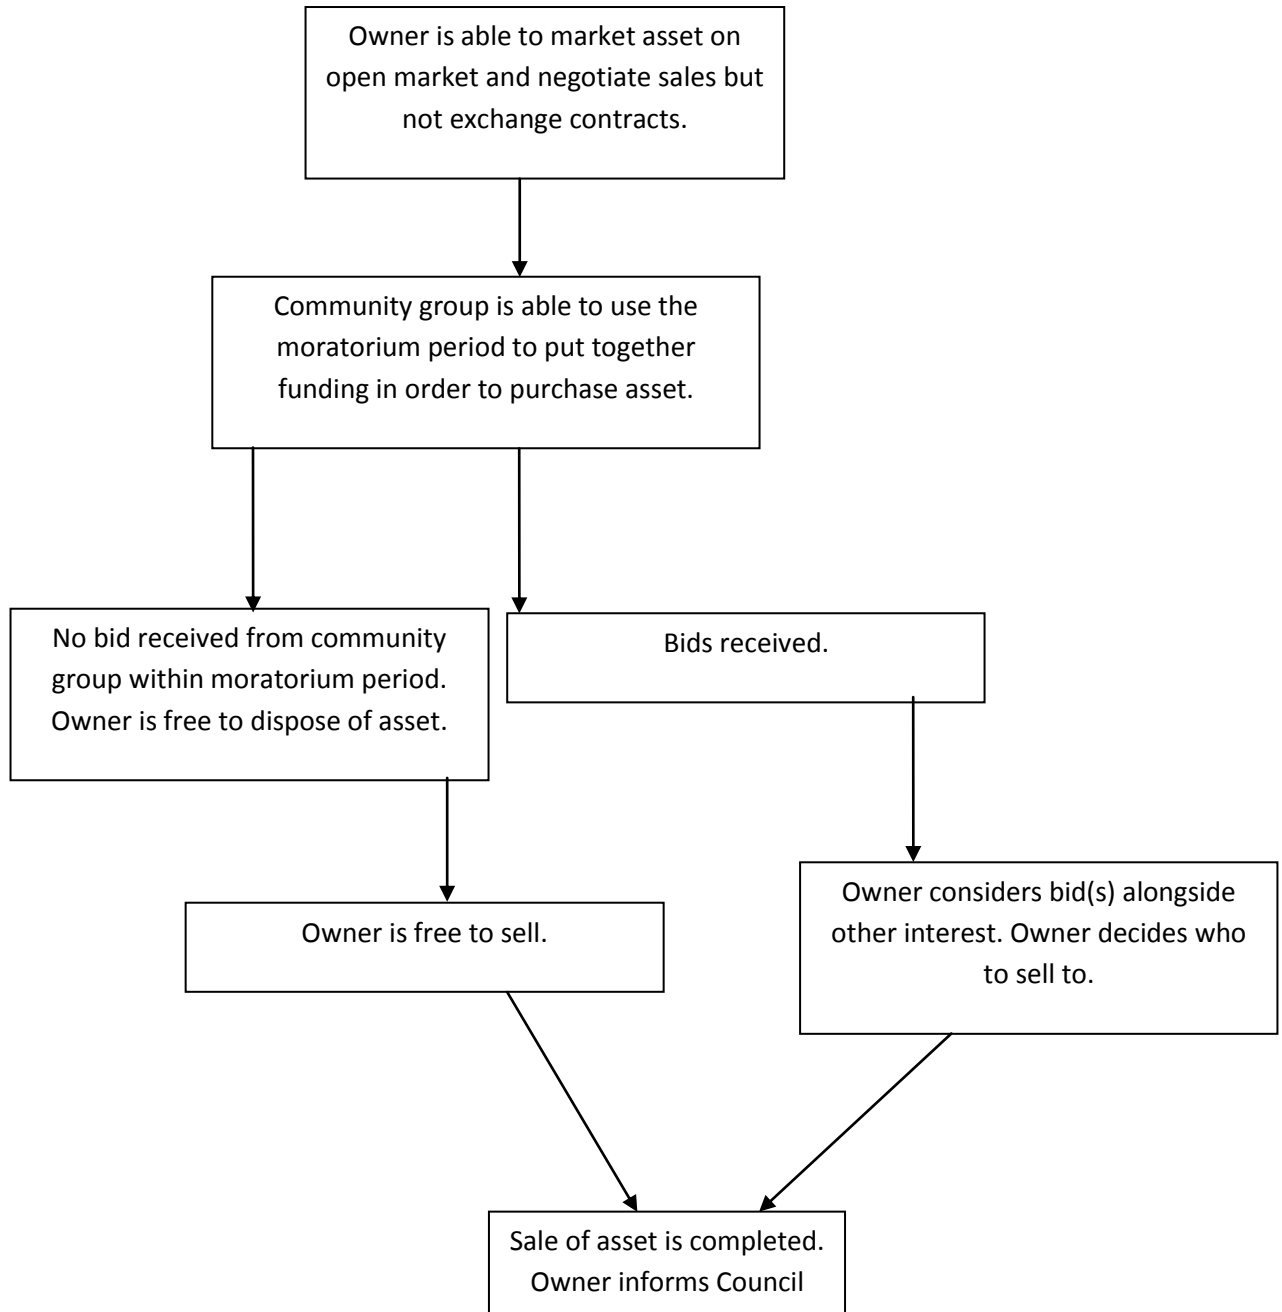 Owner is able to market asset on
open market and negotiate sales but
not exchange contracts.
Community group is able to use the
moratorium period to put together
funding in order to purchase asset.
No bid received from community
group within moratorium period.
Owner is free to dispose of asset.
Bids received.
Owner is free to sell.
Owner considers bid(s) alongside
other interest. Owner decides who
to sell to.
Sale of asset is completed.
Owner informs Council